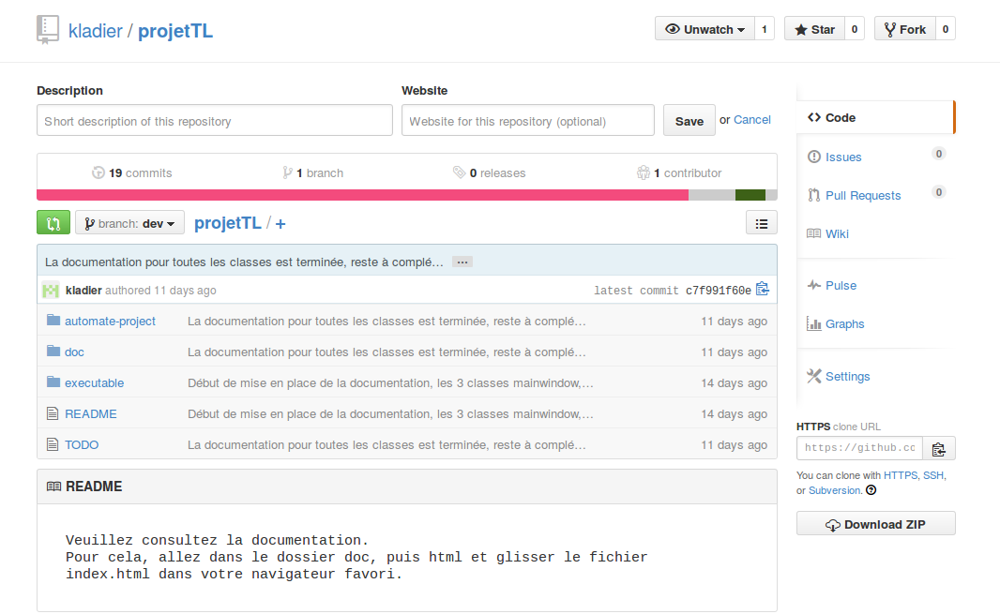 kladier / projetTL
Unwatch 1 Star 0 Fork 0
Description
Short description of this repository
Website
Website for this repository (optional)
Save or Cancel
19 commits 1 branch 0 releases 1 contributor
branch: dev projetTL / +
La documentation pour toutes les classes est terminée, reste à complé… …
kladier authored 11 days ago latest commit c7f991f60e
automate-project La documentation pour toutes les classes est terminée, reste à complé… 11 days ago
doc La documentation pour toutes les classes est terminée, reste à complé… 11 days ago
executable Début de mise en place de la documentation, les 3 classes mainwindow,… 14 days ago
README Début de mise en place de la documentation, les 3 classes mainwindow,… 14 days ago
TODO La documentation pour toutes les classes est terminée, reste à complé… 11 days ago
README
Veuillez consultez la documentation.
Pour cela, allez dans le dossier doc, puis html et glisser le fichier
index.html dans votre navigateur favori.
Code
Issues 0
Pull Requests 0
Wiki
Pulse
Graphs
Settings
HTTPS clone URL
https://github.cc
You can clone with HTTPS, SSH,
or Subversion.
Download ZIP